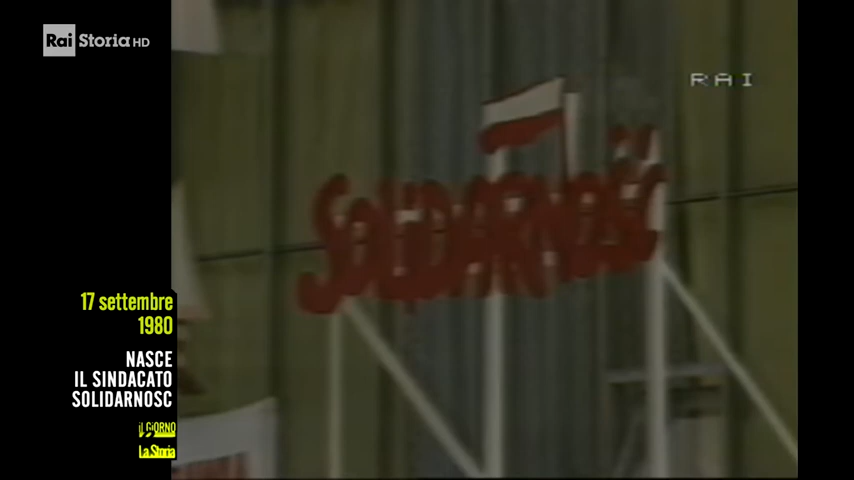 Rai Storia HD
RAI
SOLIDARNOŚĆ
17 settembre
1980
NASCE
IL SINDACATO
SOLIDARNOSC
iL GiORNO
e
La Storia